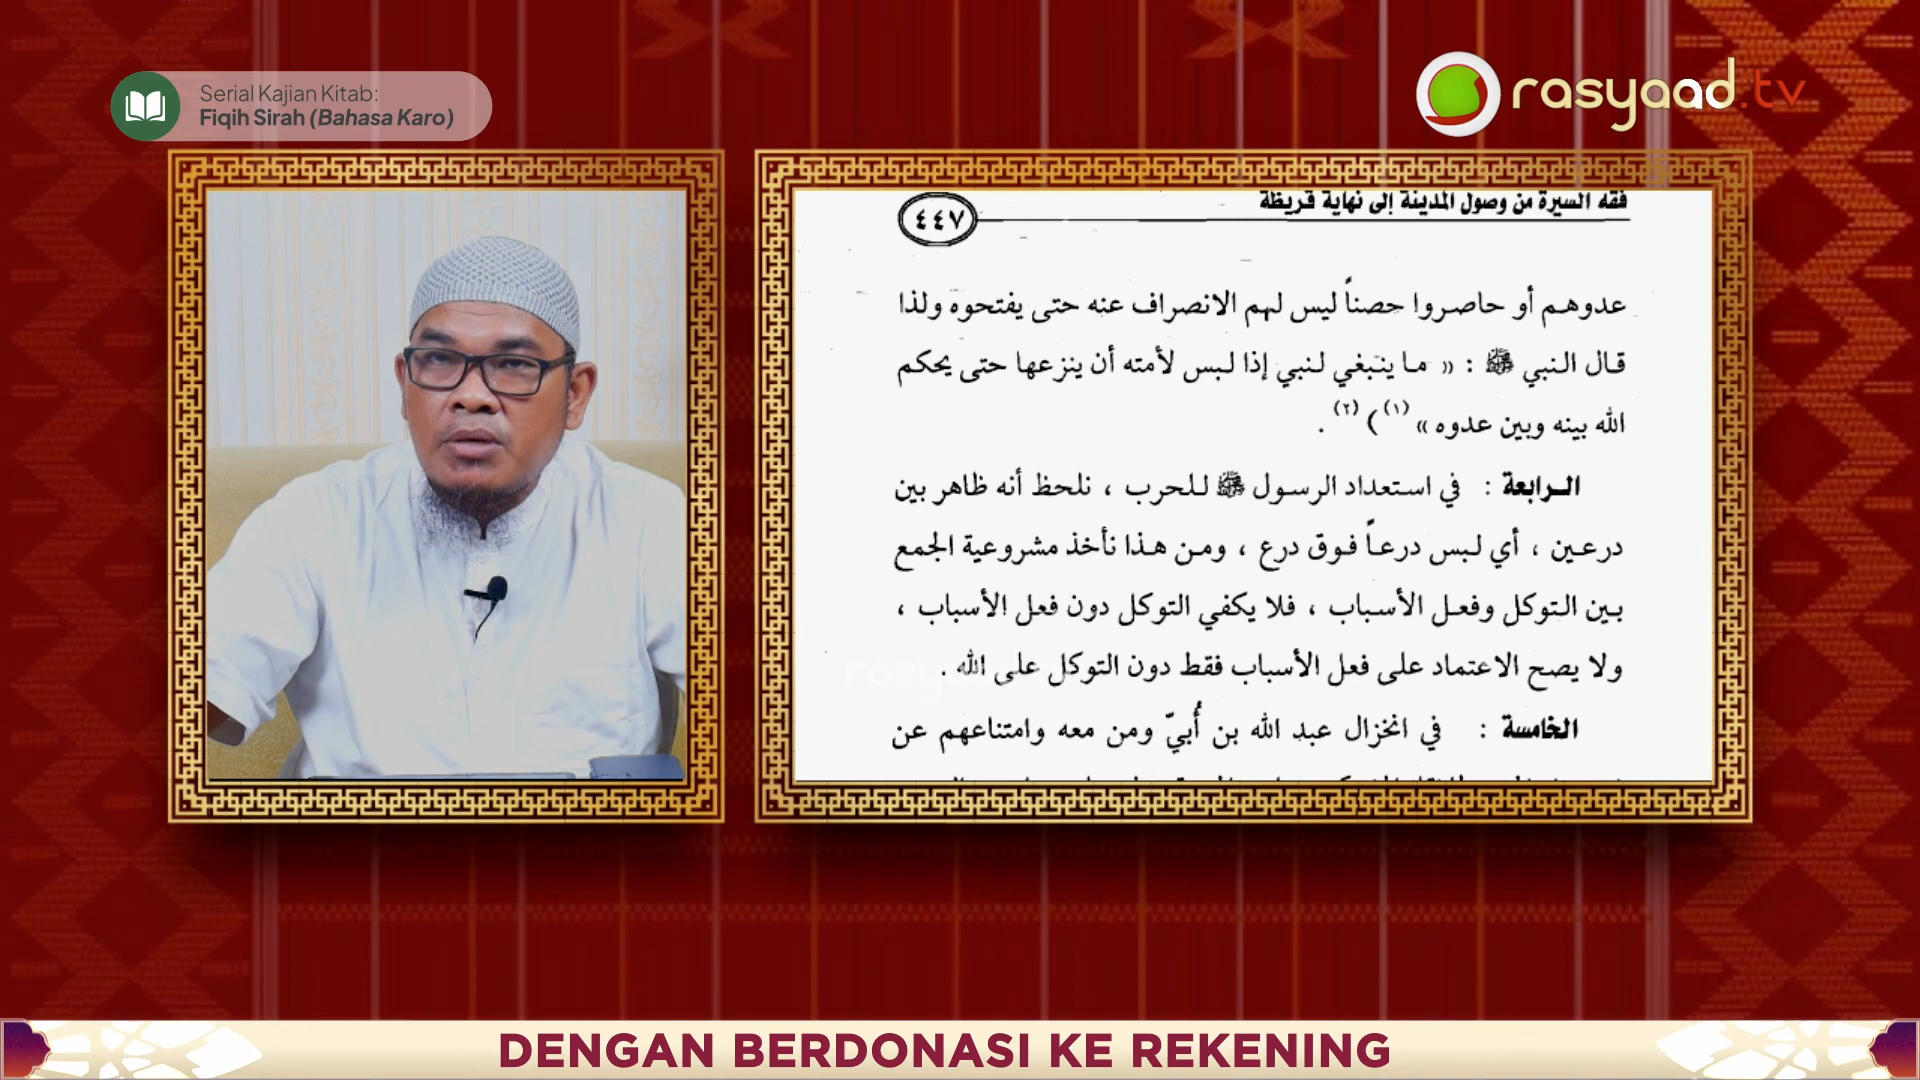 Serial Kajian Kitab:
Fiqih Sirah (Bahasa Karo)
rasyaad.tv
فقه السيرة من وصول المدينة إلى نهاية قريظة
٤٤٧
عدوهم أو حاصروا حصناً ليس لهم الانصراف عنه حتى يفتحوه ولذا
قال النبي ﷺ : « ما ينبغي لنبي إذا لبس لأمته أن ينزعها حتى يحكم
الله بينه وبين عدوه »(١) )(٢) .
الرابعة : في استعداد الرسول ﷺ للحرب ، نلحظ أنه ظاهر بين
درعين ، أي لبس درعاً فوق درع ، ومن هذا نأخذ مشروعية الجمع
بين التوكل وفعل الأسباب ، فلا يكفي التوكل دون فعل الأسباب ،
ولا يصح الاعتماد على فعل الأسباب فقط دون التوكل على الله .
الخامسة : في انخزال عبد الله بن أُبيّ ومن معه وامتناعهم عن
DENGAN BERDONASI KE REKENING